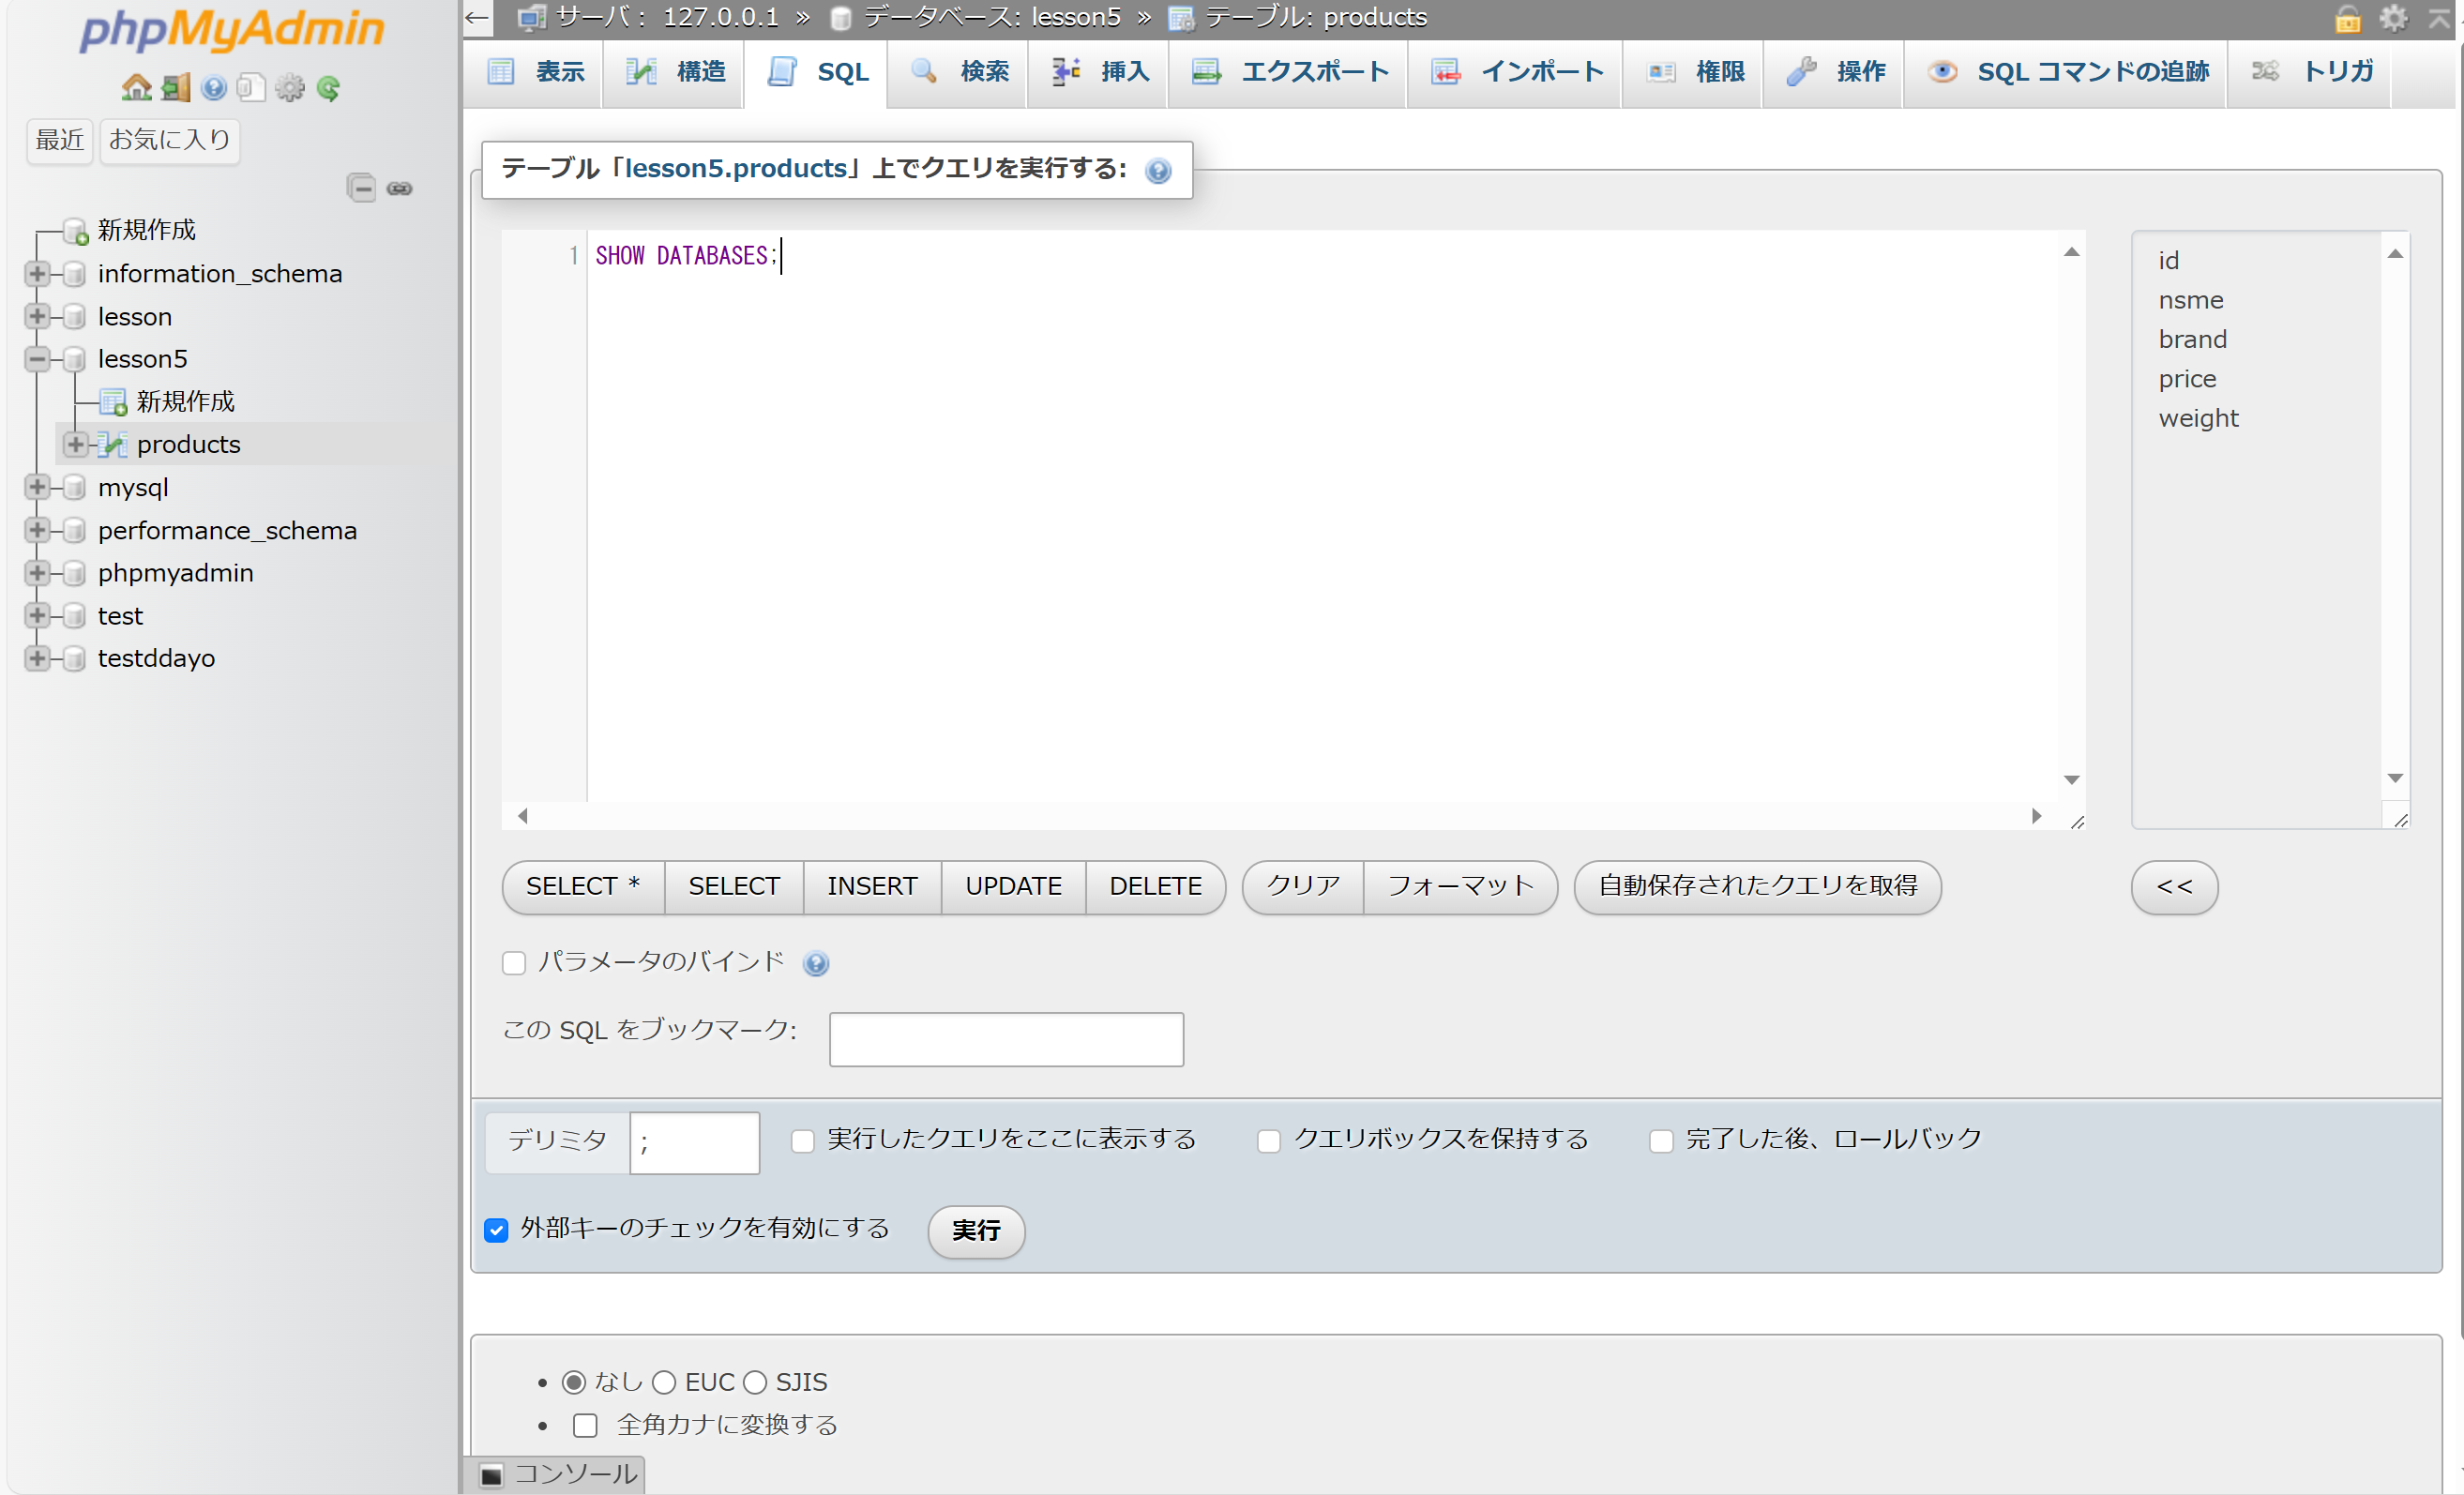 phpMyAdmin
最近 お気に入り
新規作成
information_schema
lesson
lesson5
新規作成
products
mysql
performance_schema
phpmyadmin
test
testddayo
← サーバ: 127.0.0.1 » データベース: lesson5 » テーブル: products
表示 構造 SQL 検索 挿入 エクスポート インポート 権限 操作 SQL コマンドの追跡 トリガ
テーブル「lesson5.products」上でクエリを実行する:
1 SHOW DATABASES;
id
nsme
brand
price
weight
SELECT * SELECT INSERT UPDATE DELETE クリア フォーマット 自動保存されたクエリを取得 <<
パラメータのバインド
この SQL をブックマーク:
デリミタ ; 実行したクエリをここに表示する クエリボックスを保持する 完了した後、ロールバック
外部キーのチェックを有効にする 実行
なし EUC SJIS
全角カナに変換する
コンソール